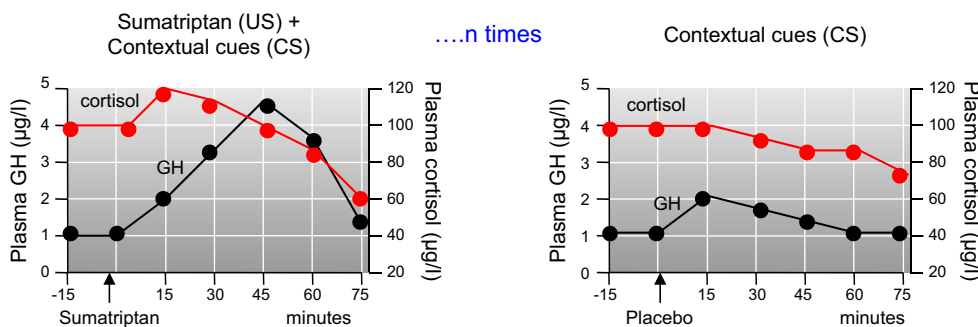 Sumatriptan (US) +
Contextual cues (CS)
….n times
Contextual cues (CS)
Plasma GH (µg/l)
5
4
3
2
1
0
cortisol
GH
120
100
80
60
40
20
Plasma cortisol
(µg/l)
-15
15
30
45
60
75
Sumatriptan
minutes
Plasma GH (µg/l)
5
4
3
2
1
0
cortisol
GH
120
100
80
60
40
20
Plasma cortisol
(µg/l)
-15
0
15
30
45
60
75
Placebo
minutes